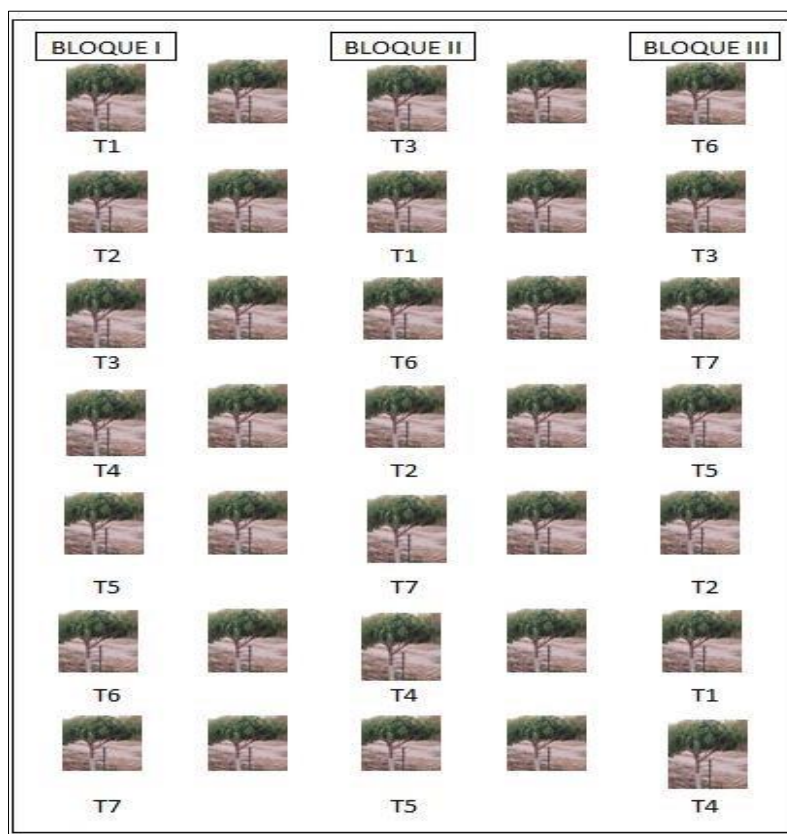 BLOQUE I BLOQUE II BLOQUE III
T1 T3 T6
T2 T1 T3
T3 T6 T7
T4 T2 T5
T5 T7 T2
T6 T4 T1
T7 T5 T4